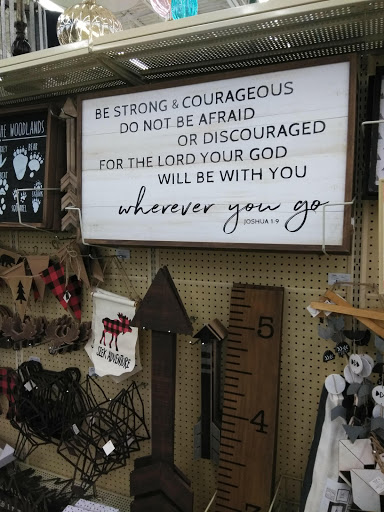 BE STRONG & COURAGEOUS
DO NOT BE AFRAID
OR DISCOURAGED
FOR THE LORD YOUR GOD
WILL BE WITH YOU
wherever you go
JOSHUA 1:9
WOODLANDS
SEEK ADVENTURE
5
4